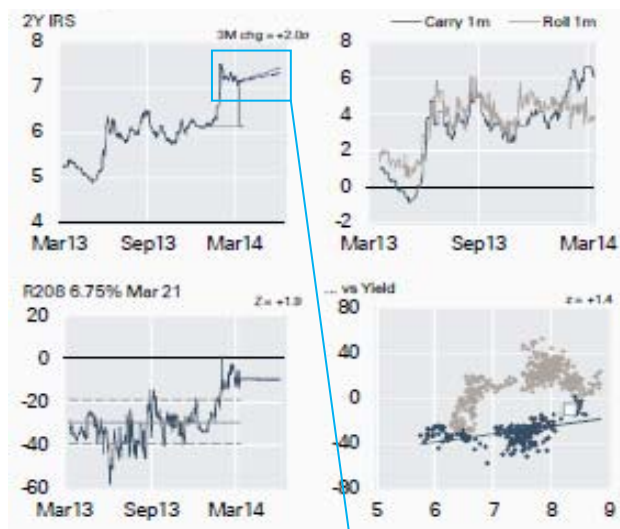 2Y IRS
3M chg = +2.0σ
8
7
6
5
4
Mar13 Sep13 Mar14
Carry 1m Roll 1m
8
6
4
2
0
-2
Mar13 Sep13 Mar14
R208 6.75% Mar 21
Z = +1.9
20
0
-20
-40
-60
Mar13 Sep13 Mar14
... vs Yield
z = +1.4
80
40
0
-40
-80
5 6 7 8 9